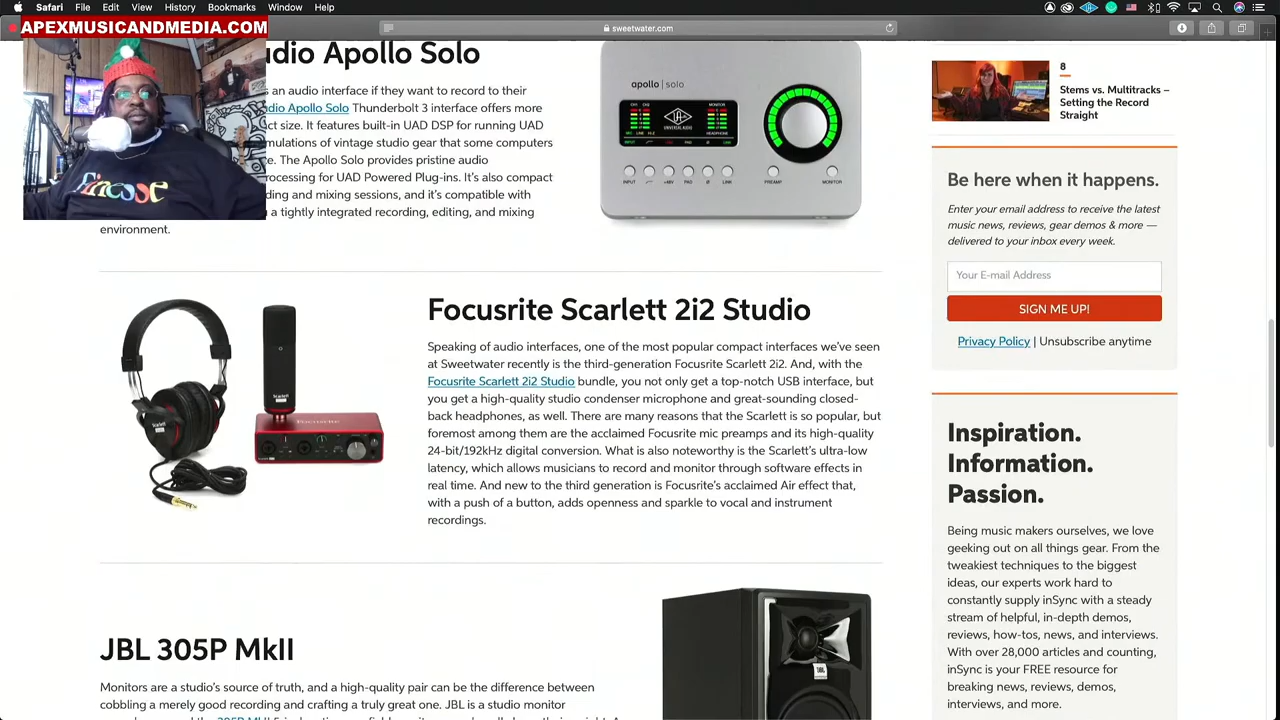 Safari File Edit View History Bookmarks Window Help
APEXMUSICANDMEDIA.COM
sweetwater.com
udio Apollo Solo
s an audio interface if they want to record to their
dio Apollo Solo Thunderbolt 3 interface offers more
ct size. It features built-in UAD DSP for running UAD
mulations of vintage studio gear that some computers
e. The Apollo Solo provides pristine audio
rocessing for UAD Powered Plug-ins. It's also compact
ding and mixing sessions, and it's compatible with
n a tightly integrated recording, editing, and mixing
environment.
finesse
apollo | solo
UNIVERSAL AUDIO
INPUT
+48V
PAD
Ø
LINK
PREAMP
MONITOR
Focusrite Scarlett 2i2 Studio
Speaking of audio interfaces, one of the most popular compact interfaces we've seen
at Sweetwater recently is the third-generation Focusrite Scarlett 2i2. And, with the
Focusrite Scarlett 2i2 Studio bundle, you not only get a top-notch USB interface, but
you get a high-quality studio condenser microphone and great-sounding closed-
back headphones, as well. There are many reasons that the Scarlett is so popular, but
foremost among them are the acclaimed Focusrite mic preamps and its high-quality
24-bit/192kHz digital conversion. What is also noteworthy is the Scarlett's ultra-low
latency, which allows musicians to record and monitor through software effects in
real time. And new to the third generation is Focusrite's acclaimed Air effect that,
with a push of a button, adds openness and sparkle to vocal and instrument
recordings.
Scarlett
Scarlett
Focusrite
JBL 305P MkII
Monitors are a studio's source of truth, and a high-quality pair can be the difference between
cobbling a merely good recording and crafting a truly great one. JBL is a studio monitor
JBL
8
Stems vs. Multitracks –
Setting the Record
Straight
Be here when it happens.
Enter your email address to receive the latest
music news, reviews, gear demos & more —
delivered to your inbox every week.
Your E-mail Address
SIGN ME UP!
Privacy Policy | Unsubscribe anytime
Inspiration.
Information.
Passion.
Being music makers ourselves, we love
geeking out on all things gear. From the
tweakiest techniques to the biggest
ideas, our experts work hard to
constantly supply inSync with a steady
stream of helpful, in-depth demos,
reviews, how-tos, news, and interviews.
With over 28,000 articles and counting,
inSync is your FREE resource for
breaking news, reviews, demos,
interviews, and more.